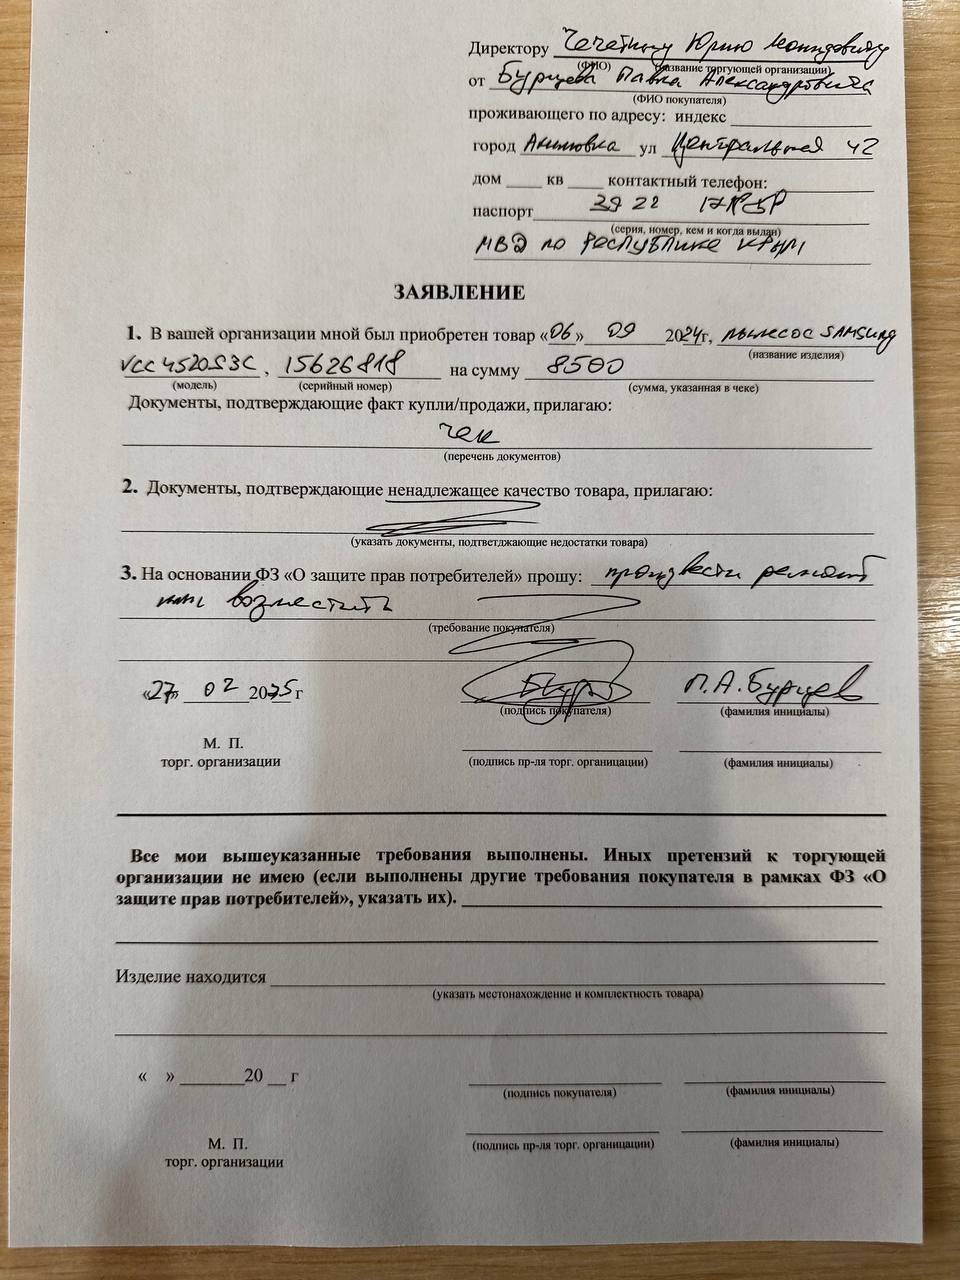 Директору Чечеткину Юрию Леонидовичу
(ФИО) (название торгующей организации)
от Бурцева Павла Александровича
(ФИО покупателя)
проживающего по адресу: индекс
город Акимовка ул Центральная 42
дом кв контактный телефон:
паспорт 39 22
(серия, номер, кем и когда выдан)
МВД по Республике Крым
ЗАЯВЛЕНИЕ
1. В вашей организации мной был приобретен товар «06» 09 2024г, пылесос SAMSUNG
(название изделия)
VCC4520S3C, 15626818 на сумму 8500
(модель) (серийный номер) (сумма, указанная в чеке)
Документы, подтверждающие факт купли/продажи, прилагаю:
чек
(перечень документов)
2. Документы, подтверждающие ненадлежащее качество товара, прилагаю:
(указать документы, подтветджающие недостатки товара)
3. На основании ФЗ «О защите прав потребителей» прошу: произвести ремонт
или возместить
(требование покупателя)
«27» 02 2025г П.А.Бурцев
(подпись покупателя) (фамилия инициалы)
М. П.
торг. организации (подпись пр-ля торг. органицации) (фамилия инициалы)
Все мои вышеуказанные требования выполнены. Иных претензий к торгующей
организации не имею (если выполнены другие требования покупателя в рамках ФЗ «О
защите прав потребителей», указать их).
Изделие находится
(указать местонахождение и комплектность товара)
« » 20 г
(подпись покупателя) (фамилия инициалы)
М. П. (подпись пр-ля торг. органицации) (фамилия инициалы)
торг. организации